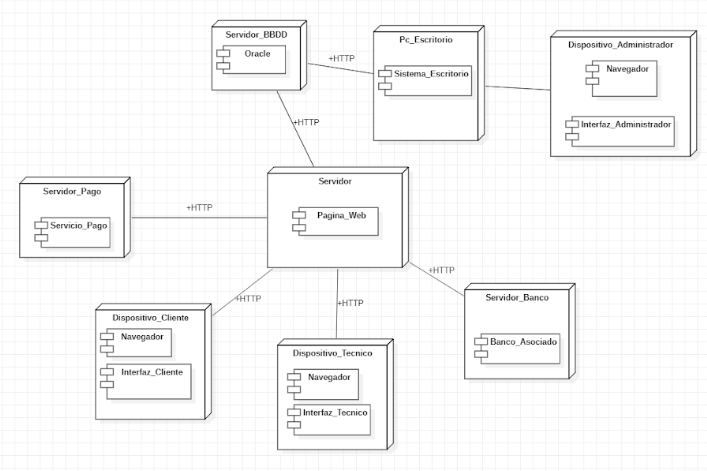 Servidor_BBDD
Oracle
+HTTP
Pc_Escritorio
Sistema_Escritorio
Dispositivo_Administrador
Navegador
Interfaz_Administrador
+HTTP
Servidor
Pagina_Web
Servidor_Pago
Servicio_Pago
+HTTP
+HTTP
Servidor_Banco
Banco_Asociado
+HTTP
Dispositivo_Cliente
Navegador
Interfaz_Cliente
+HTTP
Dispositivo_Tecnico
Navegador
Interfaz_Tecnico